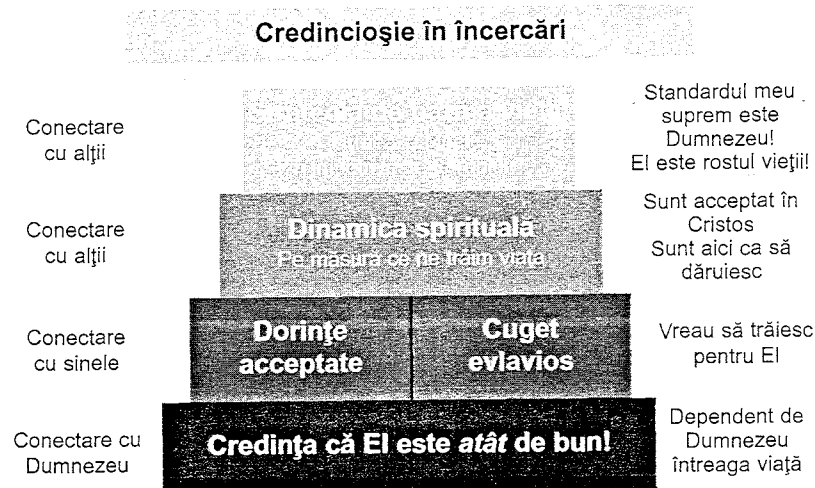 Credincioşie în încercări
Conectare
cu alţii
Standardul meu
suprem este
Dumnezeu!
El este rostul vieţii!
Conectare
cu alţii
Dinamica spirituală
Pe măsură ce ne trăim viaţa
Sunt acceptat în
Cristos
Sunt aici ca să
dăruiesc
Conectare
cu sinele
Dorinţe
acceptate
Cuget
evlavios
Vreau să trăiesc
pentru El
Conectare cu
Dumnezeu
Credinţa că El este atât de bun!
Dependent de
Dumnezeu
întreaga viaţă